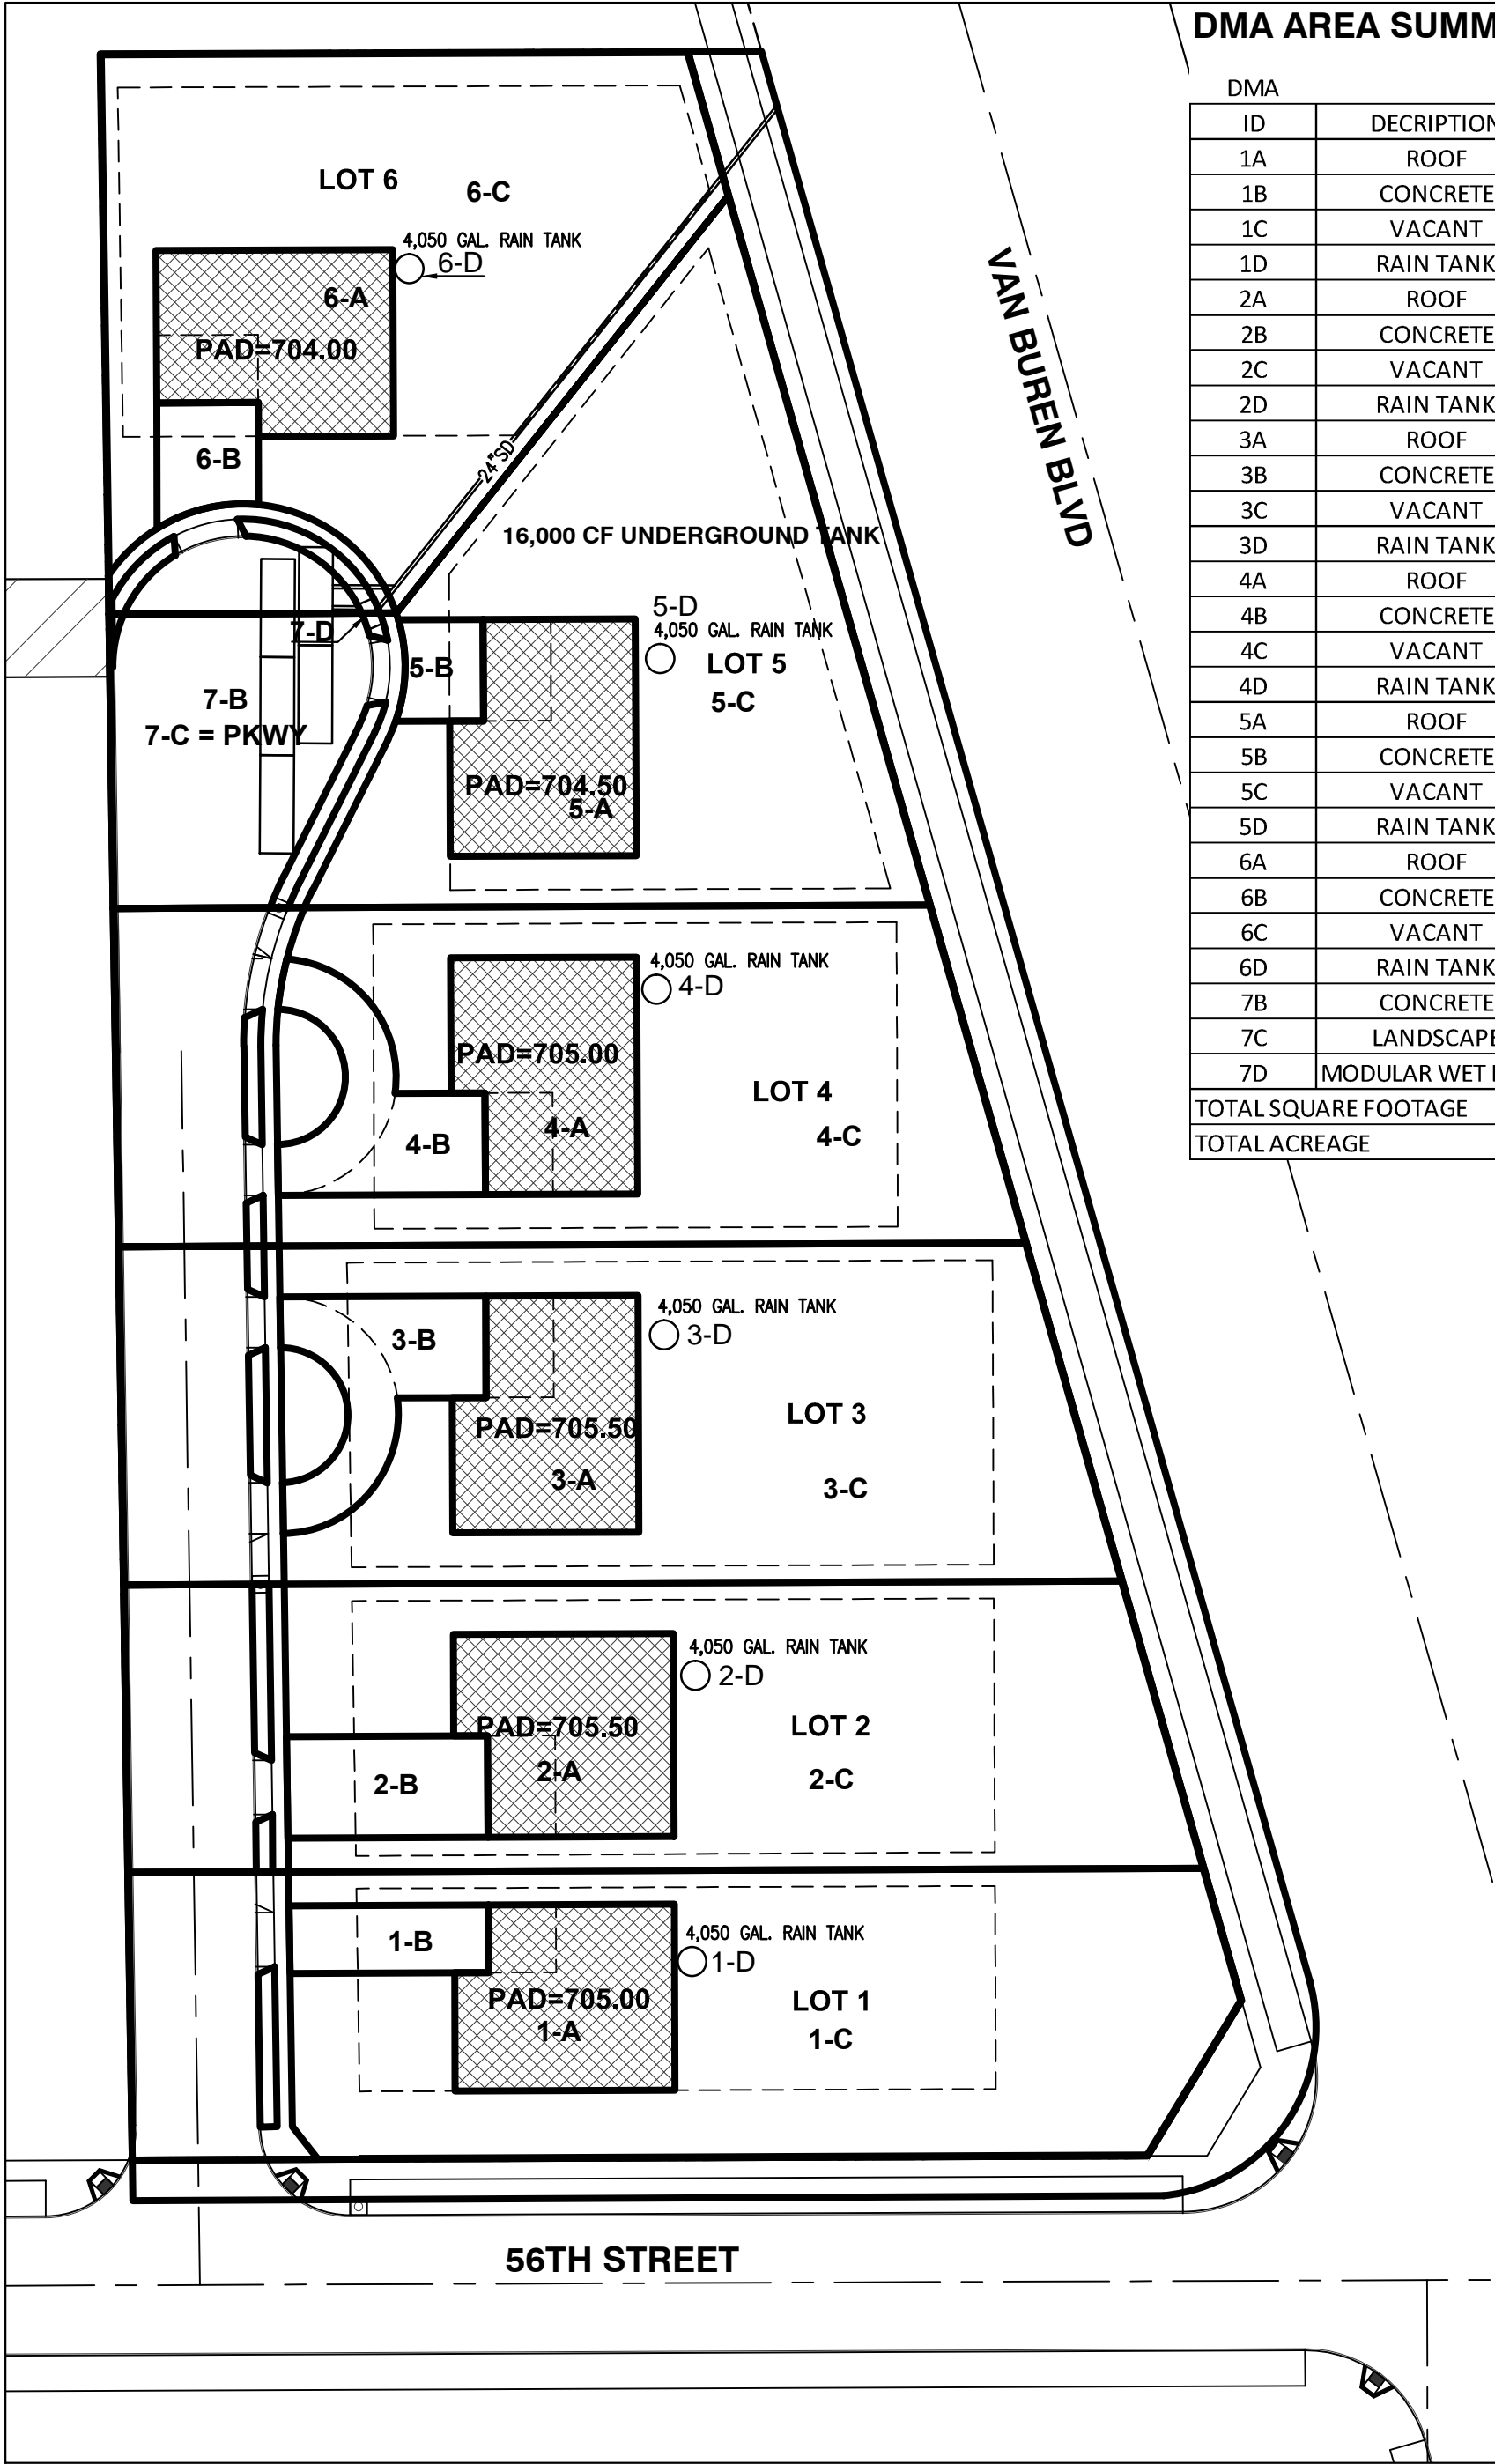 DMA AREA SUMM
DMA
ID DECRIPTION
1A ROOF
1B CONCRETE
1C VACANT
1D RAIN TANK
2A ROOF
2B CONCRETE
2C VACANT
2D RAIN TANK
3A ROOF
3B CONCRETE
3C VACANT
3D RAIN TANK
4A ROOF
4B CONCRETE
4C VACANT
4D RAIN TANK
5A ROOF
5B CONCRETE
5C VACANT
5D RAIN TANK
6A ROOF
6B CONCRETE
6C VACANT
6D RAIN TANK
7B CONCRETE
7C LANDSCAPE
7D MODULAR WET
TOTAL SQUARE FOOTAGE
TOTAL ACREAGE
LOT 6
6-C
4,050 GAL. RAIN TANK
6-D
6-A
PAD=704.00
6-B
24"SD
VAN BUREN BLVD
16,000 CF UNDERGROUND TANK
5-D
4,050 GAL. RAIN TANK
7-D
5-B
LOT 5
5-C
7-B
7-C = PKWY
PAD=704.50
5-A
4,050 GAL. RAIN TANK
4-D
PAD=705.00
LOT 4
4-A
4-B
4-C
4,050 GAL. RAIN TANK
3-D
3-B
LOT 3
PAD=705.50
3-A
3-C
4,050 GAL. RAIN TANK
2-D
PAD=705.50
LOT 2
2-A
2-B
2-C
4,050 GAL. RAIN TANK
1-D
1-B
PAD=705.00
LOT 1
1-A
1-C
56TH STREET